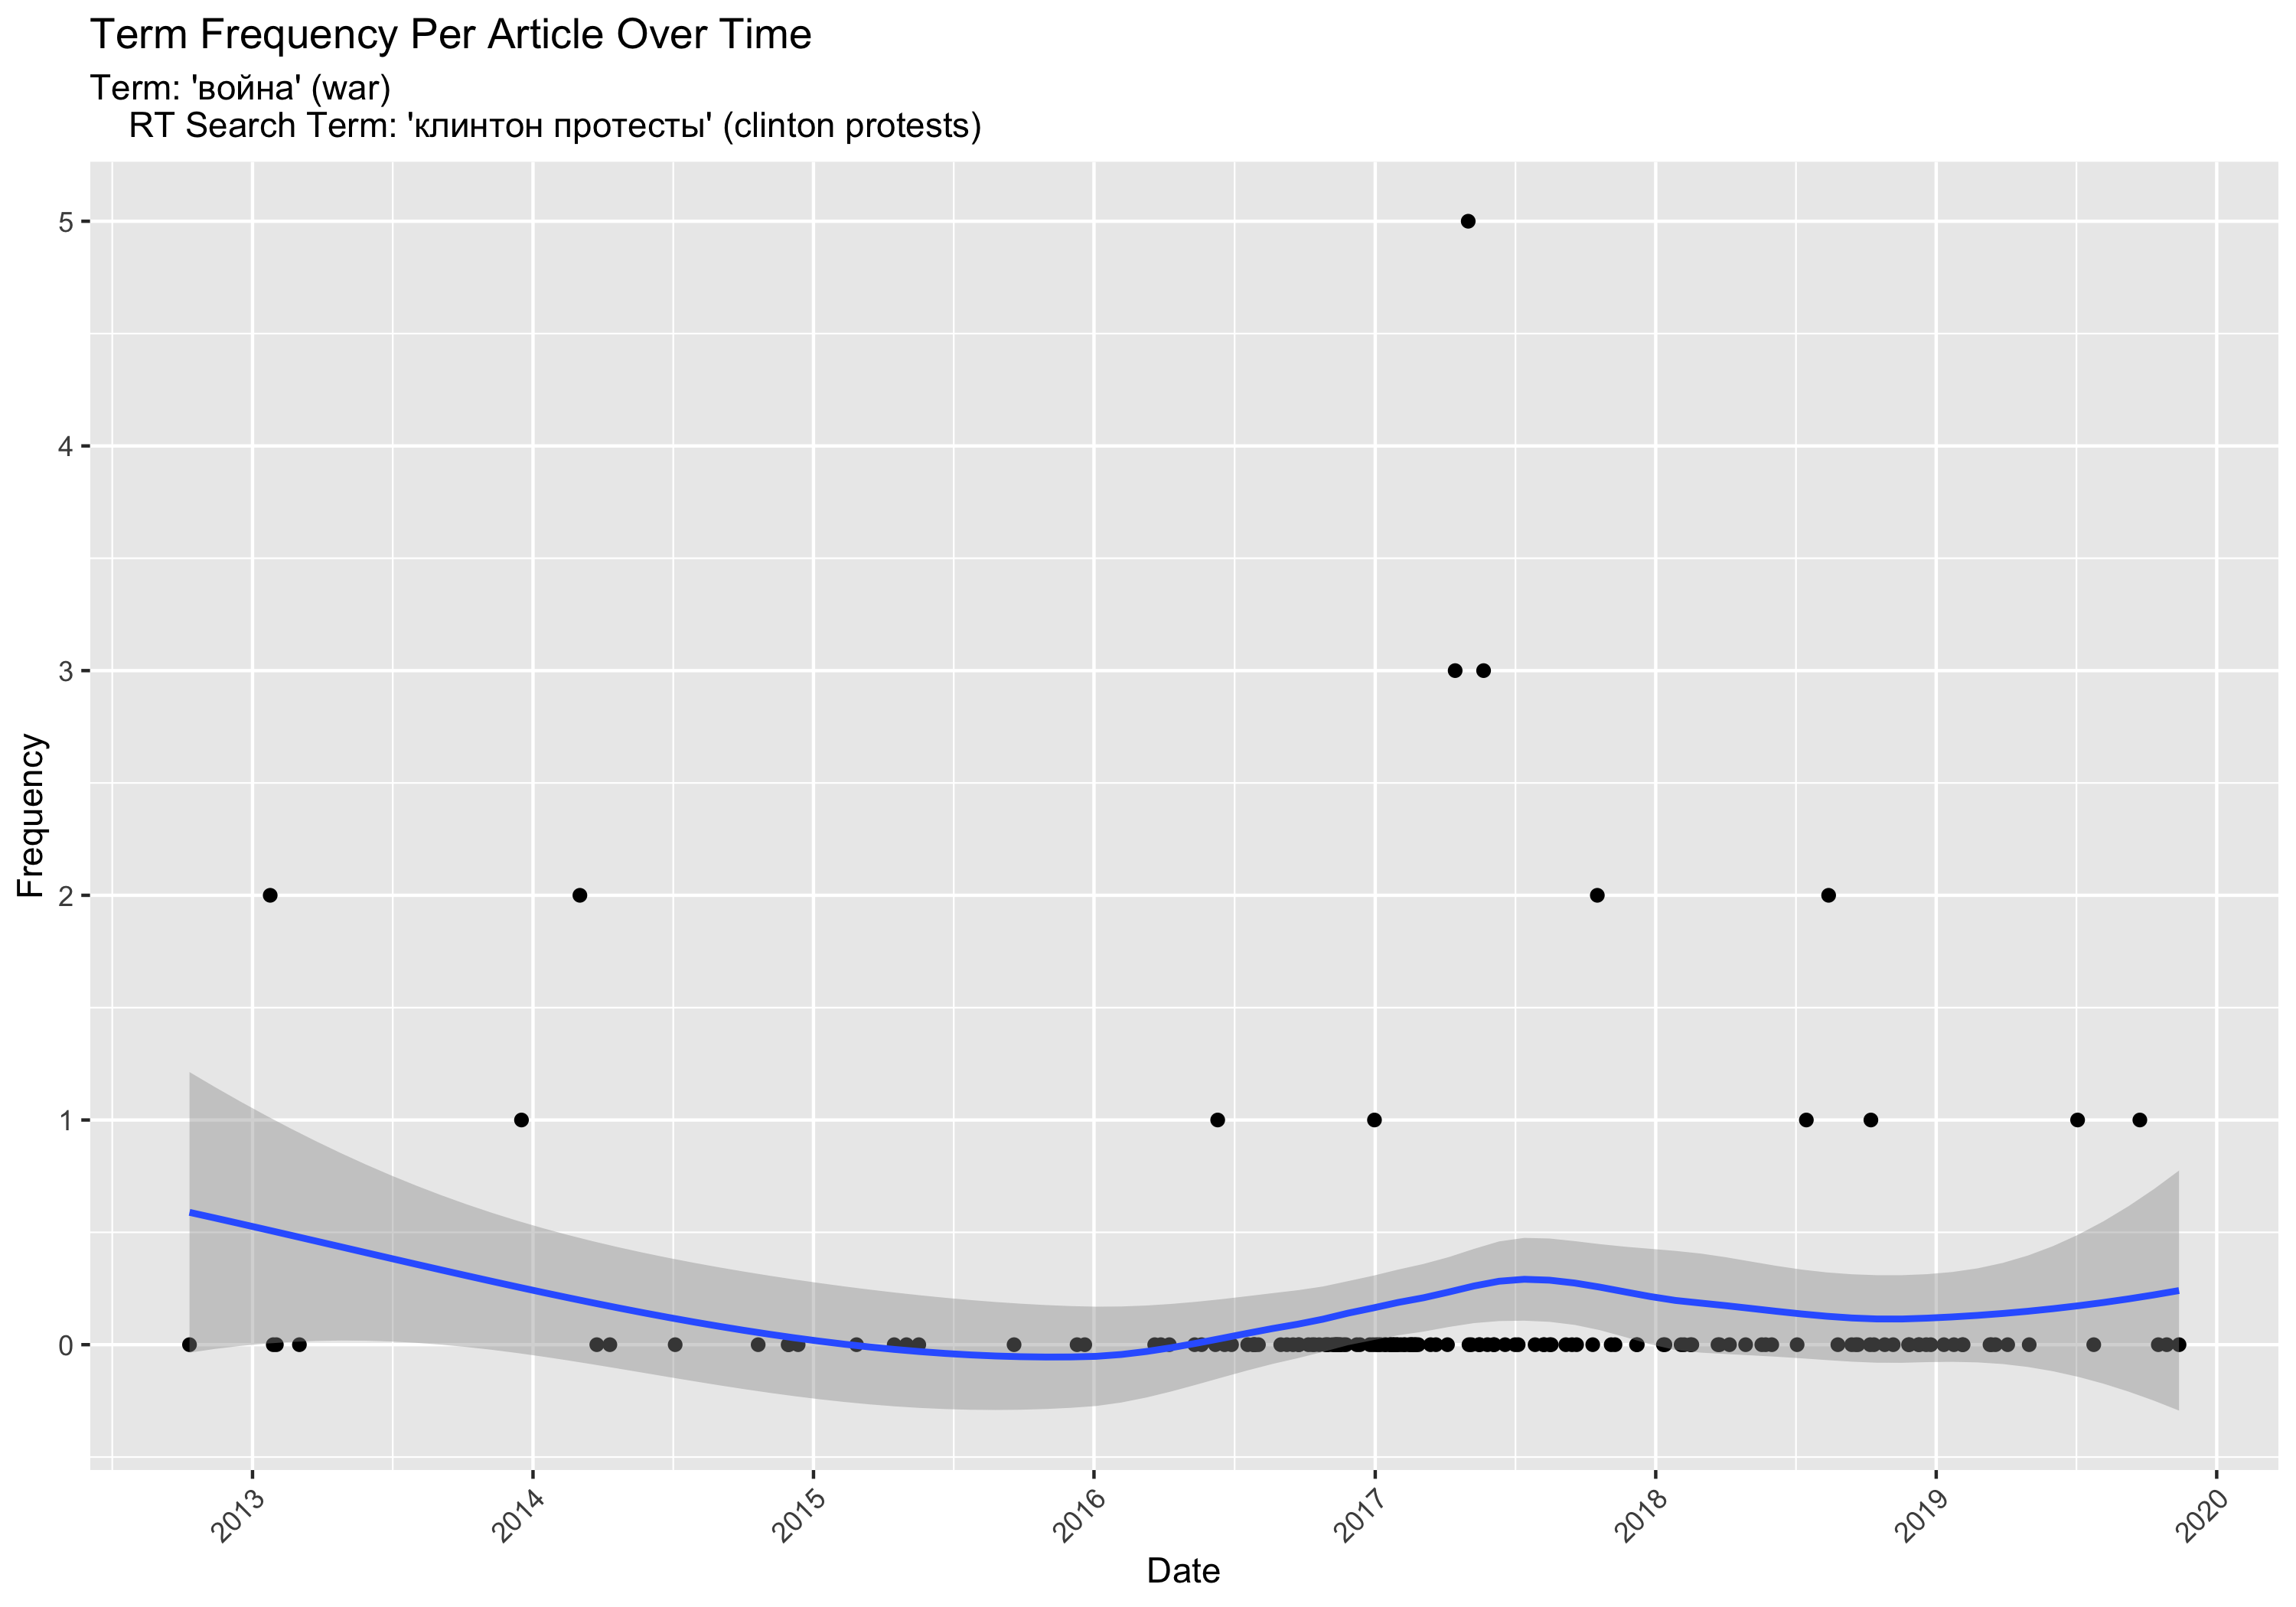 Term Frequency Per Article Over Time
Term: 'война' (war)
RT Search Term: 'клинтон протесты' (clinton protests)
5
4
3
2
1
0
Frequency
2013
2014
2015
2016
2017
2018
2019
2020
Date